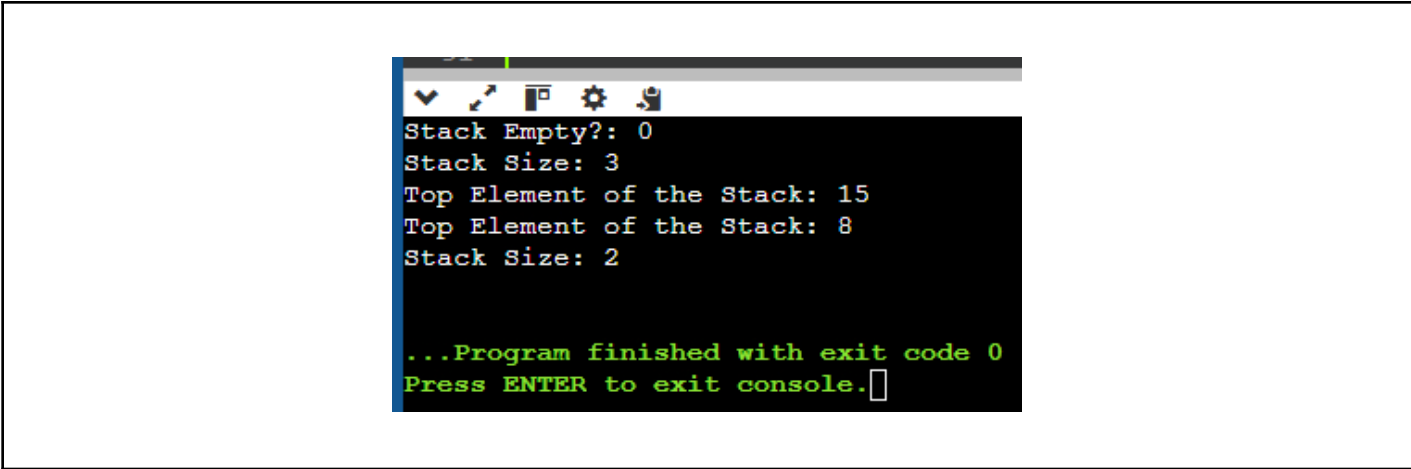 Stack Empty?: 0
Stack Size: 3
Top Element of the Stack: 15
Top Element of the Stack: 8
Stack Size: 2
...Program finished with exit code 0
Press ENTER to exit console.